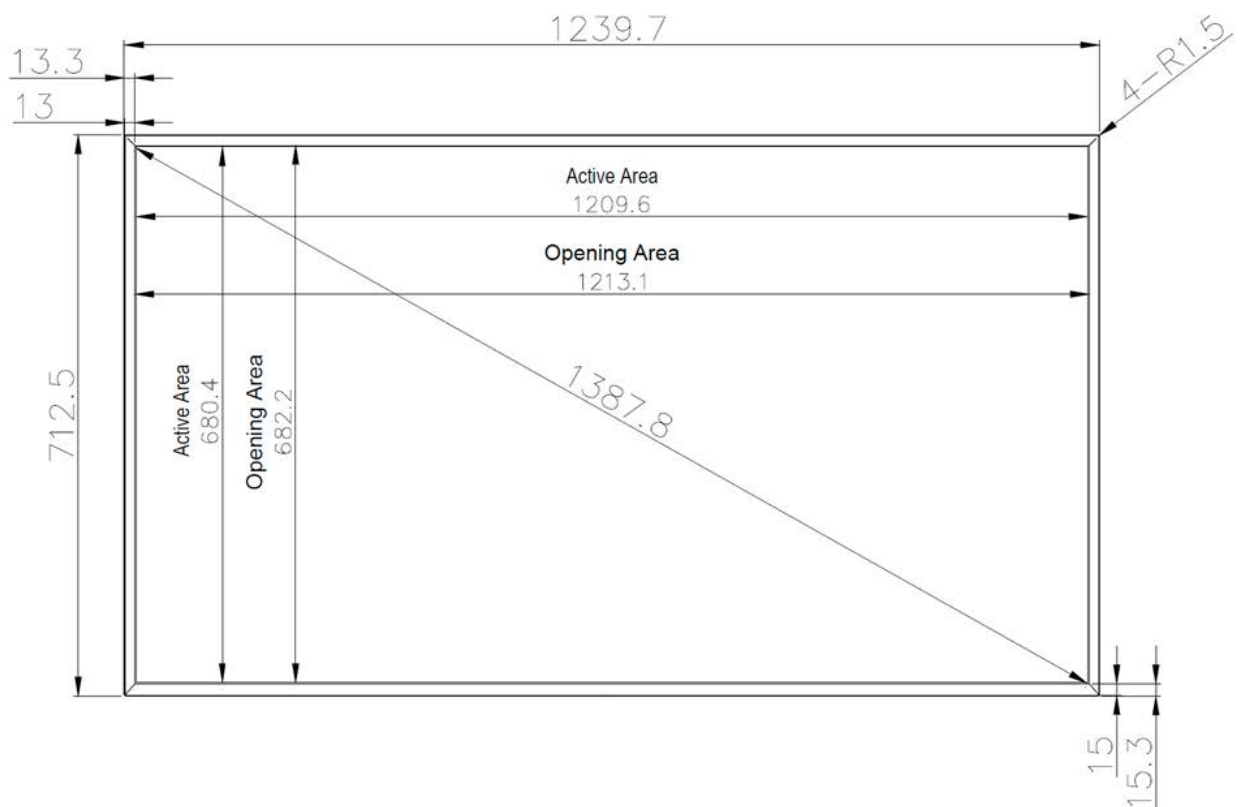 1239.7
13.3
4-R1.5
13
Active Area
1209.6
Opening Area
1213.1
712.5
Active Area
680.4
Opening Area
682.2
1387.8
15
15.3